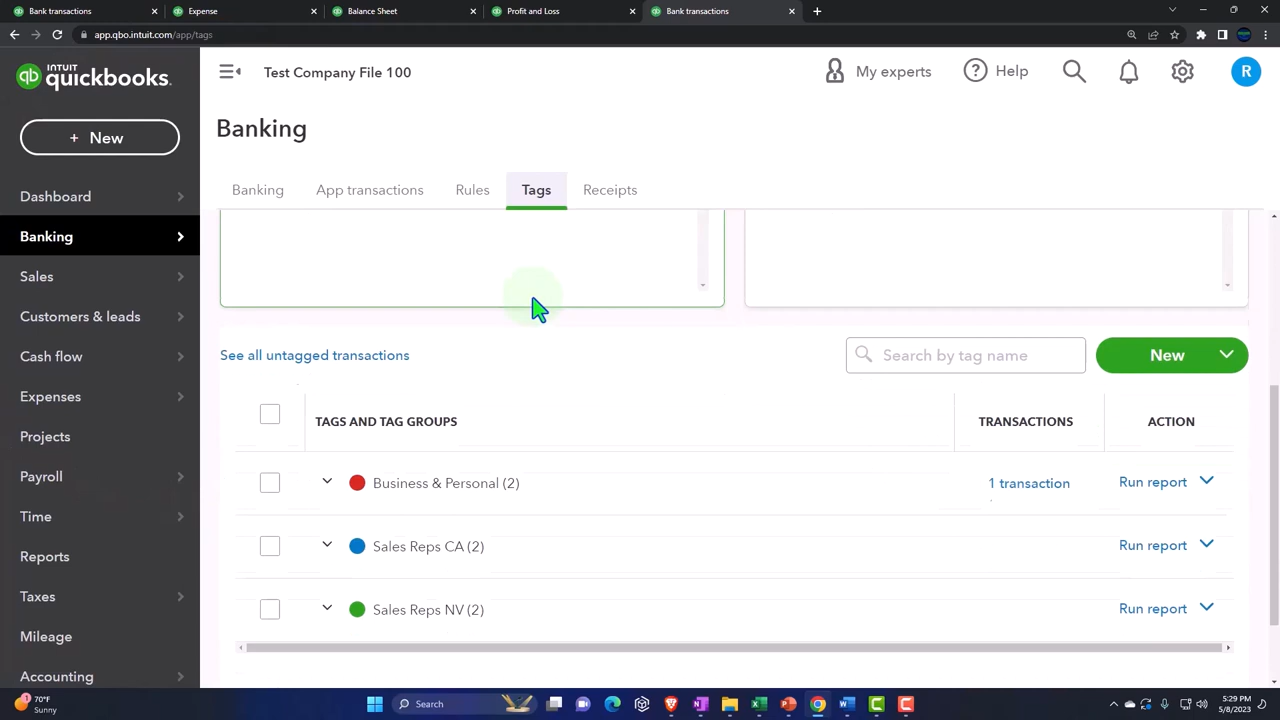 Bank transactions
Expense
Balance Sheet
Profit and Loss
Bank transactions
app.qbo.intuit.com/app/tags
INTUIT
quickbooks.
Test Company File 100
My experts
Help
R
+ New
Banking
Banking
App transactions
Rules
Tags
Receipts
Dashboard
Banking
Sales
Customers & leads
Cash flow
Expenses
Projects
Payroll
Time
Reports
Taxes
Mileage
Accounting
See all untagged transactions
Search by tag name
New
TAGS AND TAG GROUPS
TRANSACTIONS
ACTION
Business & Personal (2)
1 transaction
Run report
Sales Reps CA (2)
Run report
Sales Reps NV (2)
Run report
70°F
Sunny
Search
5:29 PM
5/8/2023